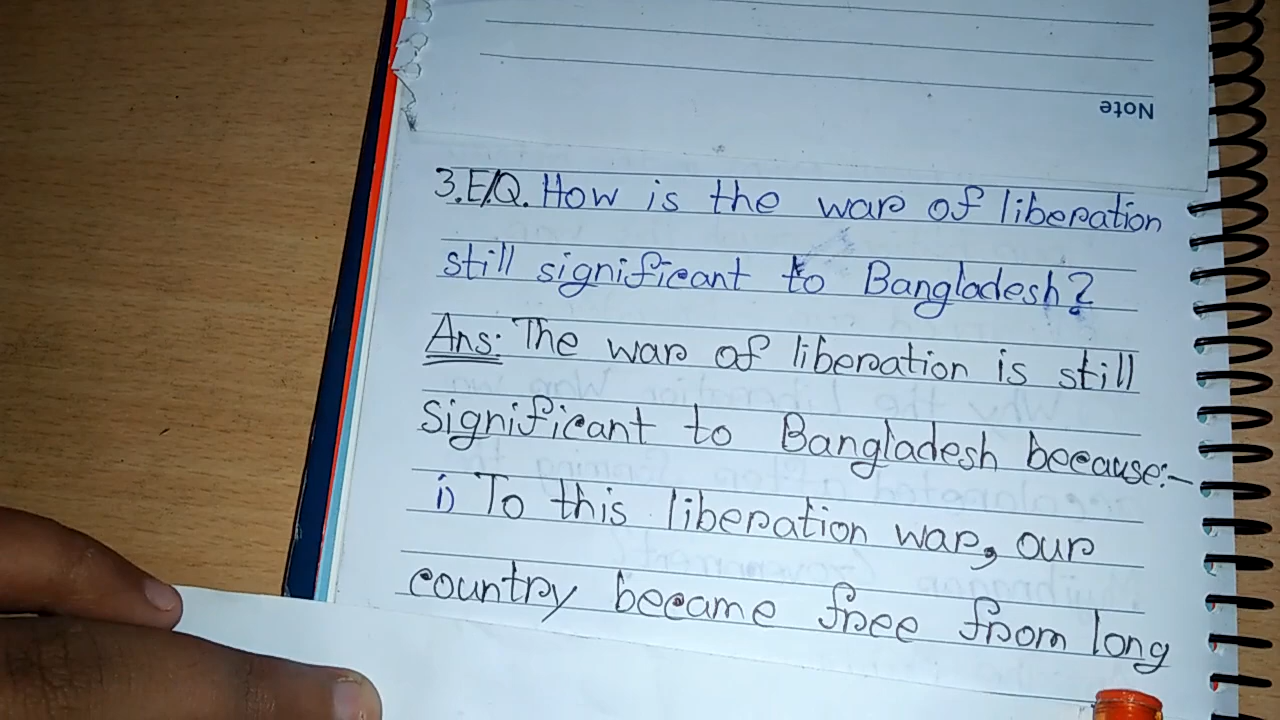 Note
3.E/Q. How is the war of liberation
still significant to Bangladesh?
Ans: The war of liberation is still
significant to Bangladesh because:-
i) To this liberation war, our
country became free from long